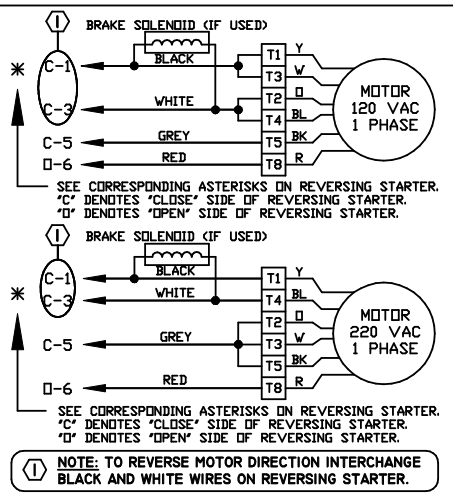 I BRAKE SOLENOID (IF USED)
C-1 BLACK T1 Y
* T3 W
C-3 WHITE T2 O
T4 BL
C-5 GREY T5 BK
O-6 RED T8 R
MOTOR
120 VAC
1 PHASE
SEE CORRESPONDING ASTERISKS ON REVERSING STARTER.
"C" DENOTES "CLOSE" SIDE OF REVERSING STARTER.
"O" DENOTES "OPEN" SIDE OF REVERSING STARTER.
I BRAKE SOLENOID (IF USED)
C-1 BLACK T1 Y
* C-3 WHITE T4 BL
T2 O
C-5 GREY T3 W
T5 BK
O-6 RED T8 R
MOTOR
220 VAC
1 PHASE
SEE CORRESPONDING ASTERISKS ON REVERSING STARTER.
"C" DENOTES "CLOSE" SIDE OF REVERSING STARTER.
"O" DENOTES "OPEN" SIDE OF REVERSING STARTER.
I NOTE: TO REVERSE MOTOR DIRECTION INTERCHANGE
BLACK AND WHITE WIRES ON REVERSING STARTER.